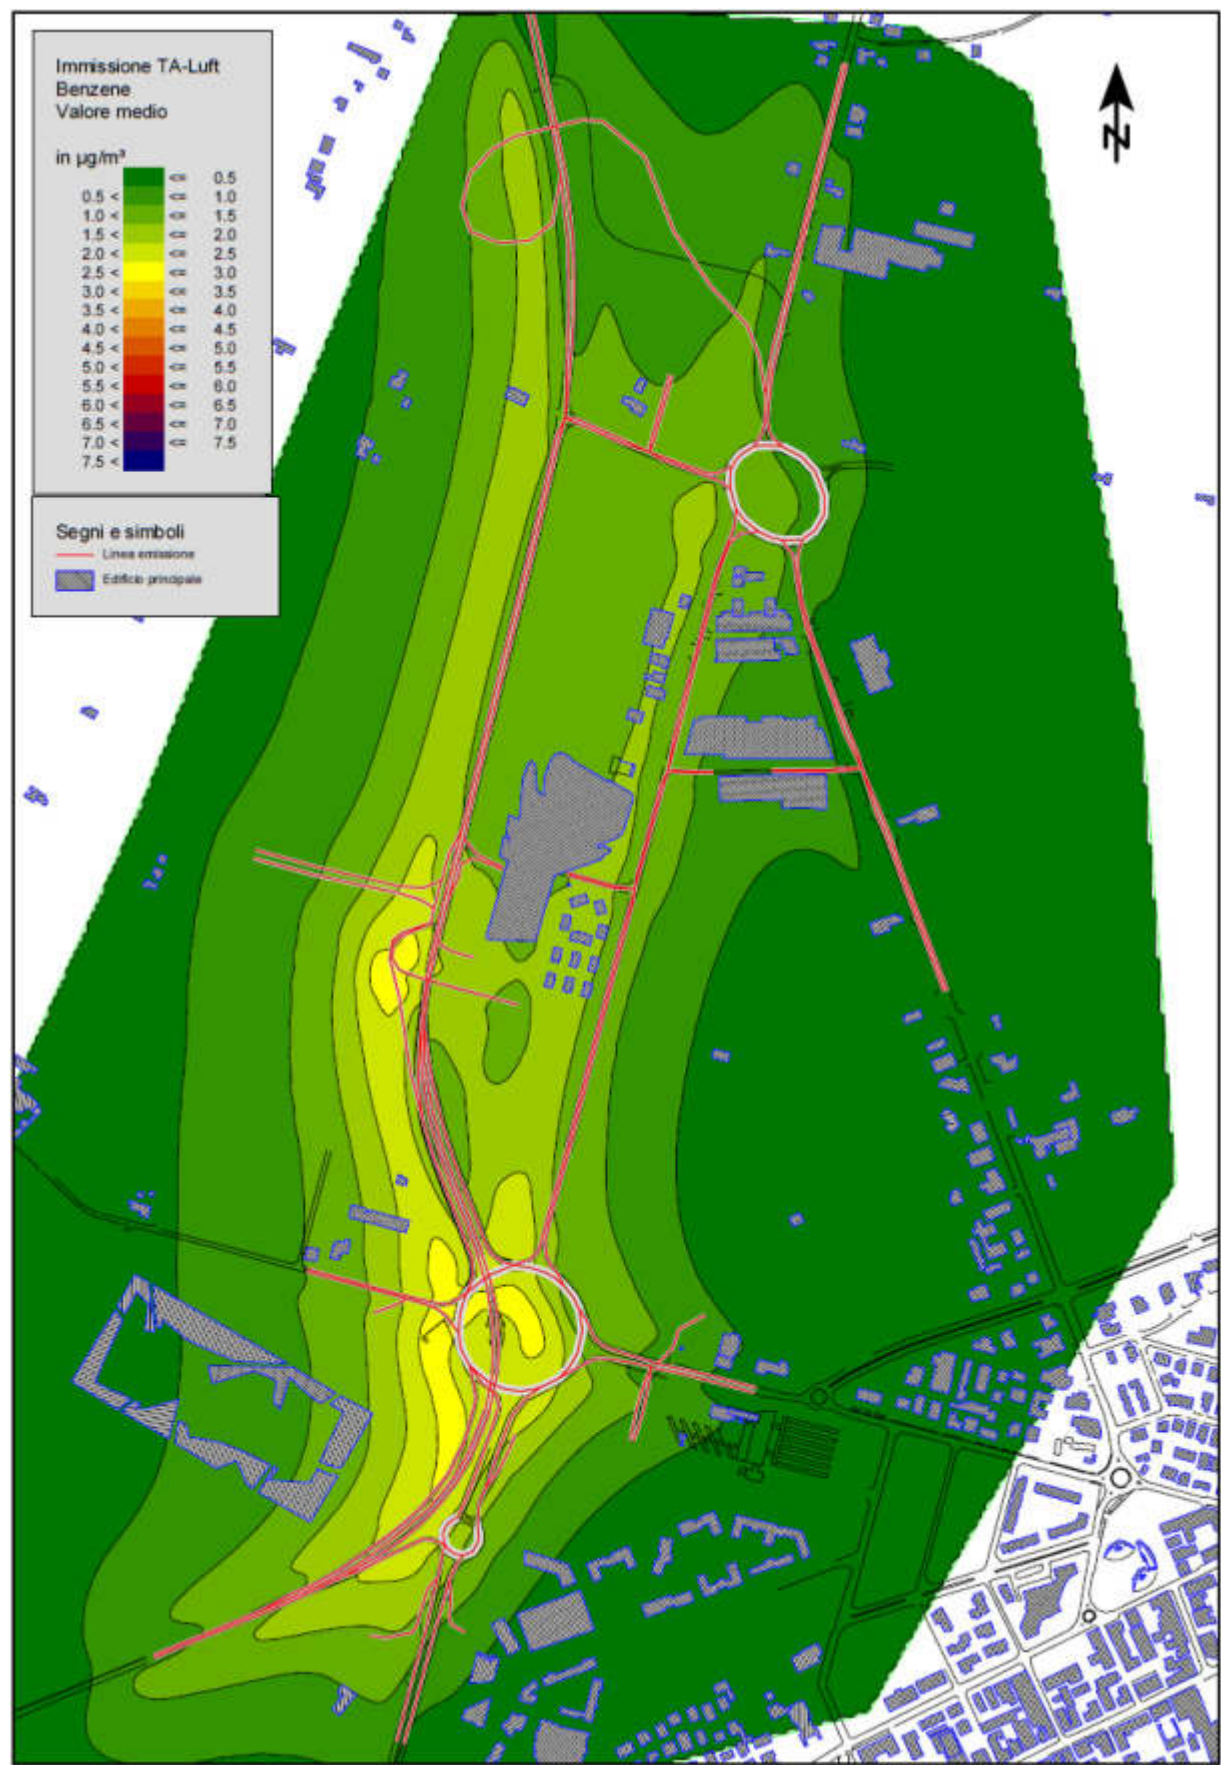 Immissione TA-Luft
Benzene
Valore medio
in µg/m³
<= 0.5
0.5 < <= 1.0
1.0 < <= 1.5
1.5 < <= 2.0
2.0 < <= 2.5
2.5 < <= 3.0
3.0 < <= 3.5
3.5 < <= 4.0
4.0 < <= 4.5
4.5 < <= 5.0
5.0 < <= 5.5
5.5 < <= 6.0
6.0 < <= 6.5
6.5 < <= 7.0
7.0 < <= 7.5
7.5 <
Segni e simboli
Linea emissione
Edificio principale
N